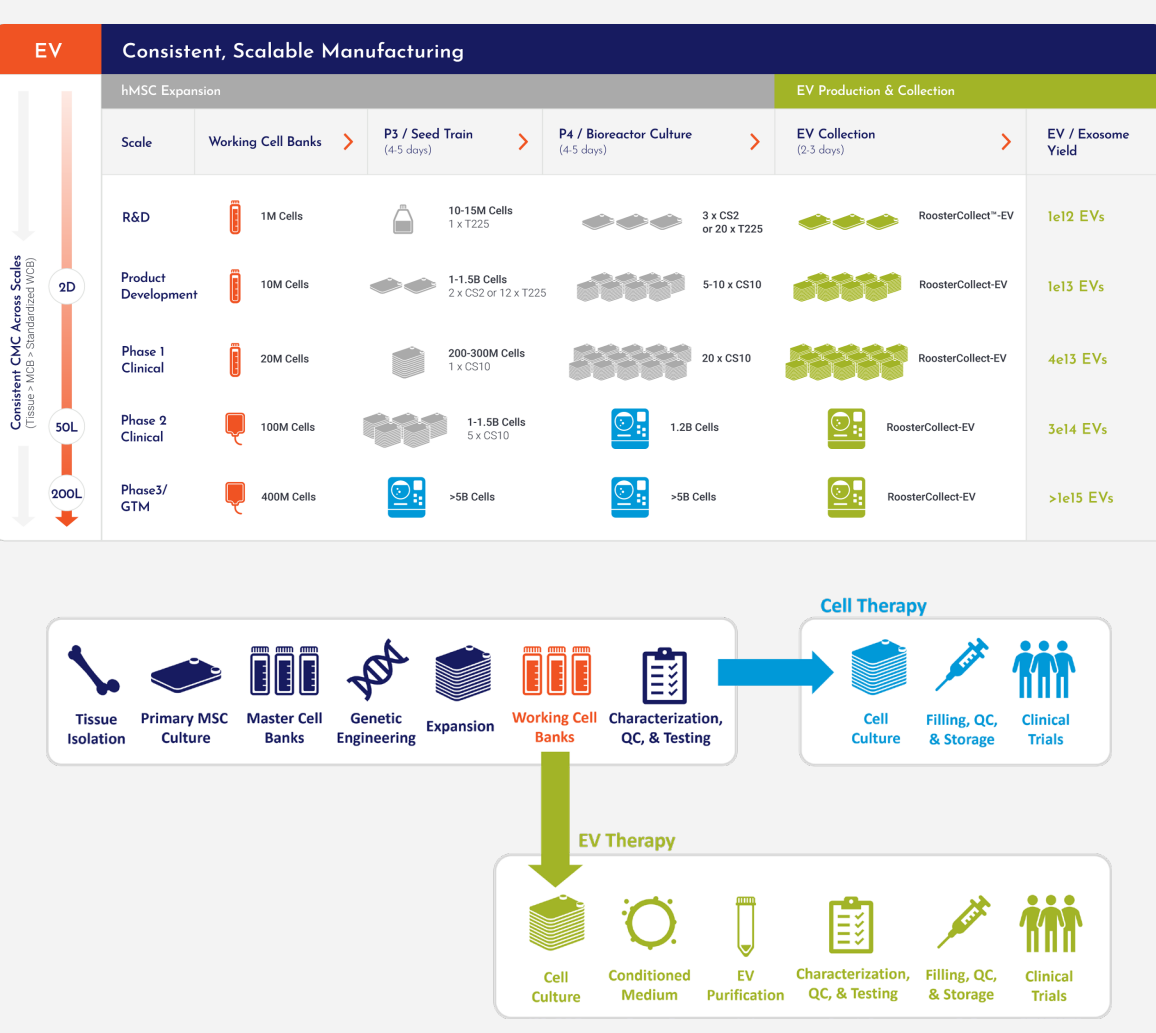 EV
Consistent, Scalable Manufacturing
hMSC Expansion
EV Production & Collection
Scale
Working Cell Banks
P3 / Seed Train
(4-5 days)
P4 / Bioreactor Culture
(4-5 days)
EV Collection
(2-3 days)
EV / Exosome
Yield
Consistent CMC Across Scales
(Tissue > MCB > Standardized WCB)
2D
50L
200L
R&D
1M Cells
10-15M Cells
1 x T225
3 x CS2
or 20 x T225
RoosterCollect™-EV
1e12 EVs
Product
Development
10M Cells
1-1.5B Cells
2 x CS2 or 12 x T225
5-10 x CS10
RoosterCollect-EV
1e13 EVs
Phase 1
Clinical
20M Cells
200-300M Cells
1 x CS10
20 x CS10
RoosterCollect-EV
4e13 EVs
Phase 2
Clinical
100M Cells
1-1.5B Cells
5 x CS10
1.2B Cells
RoosterCollect-EV
3e14 EVs
Phase3/
GTM
400M Cells
>5B Cells
>5B Cells
RoosterCollect-EV
>1e15 EVs
Tissue
Isolation
Primary MSC
Culture
Master Cell
Banks
Genetic
Engineering
Expansion
Working Cell
Banks
Characterization,
QC, & Testing
Cell Therapy
Cell
Culture
Filling, QC,
& Storage
Clinical
Trials
EV Therapy
Cell
Culture
Conditioned
Medium
EV
Purification
Characterization,
QC, & Testing
Filling, QC,
& Storage
Clinical
Trials